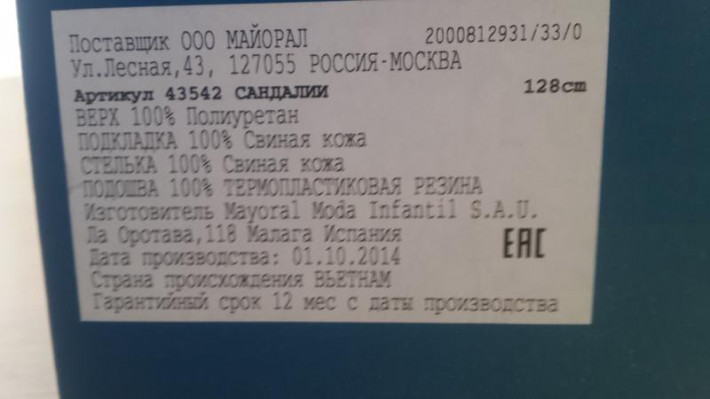 Поставщик ООО МАЙОРАЛ 2000812931/33/0
Ул.Лесная,43, 127055 РОССИЯ-МОСКВА
Артикул 43542 САНДАЛИИ 128cm
ВЕРХ 100% Полиуретан
ПОДКЛАДКА 100% Свиная кожа
СТЕЛЬКА 100% Свиная кожа
ПОДОШВА 100% ТЕРМОПЛАСТИКОВАЯ РЕЗИНА
Изготовитель Mayoral Moda Infantil S.A.U.
Ла Оротава,118 Малага Испания
Дата производства: 01.10.2014
EAC
Страна происхождения ВЬЕТНАМ
Гарантийный срок 12 мес с даты производства